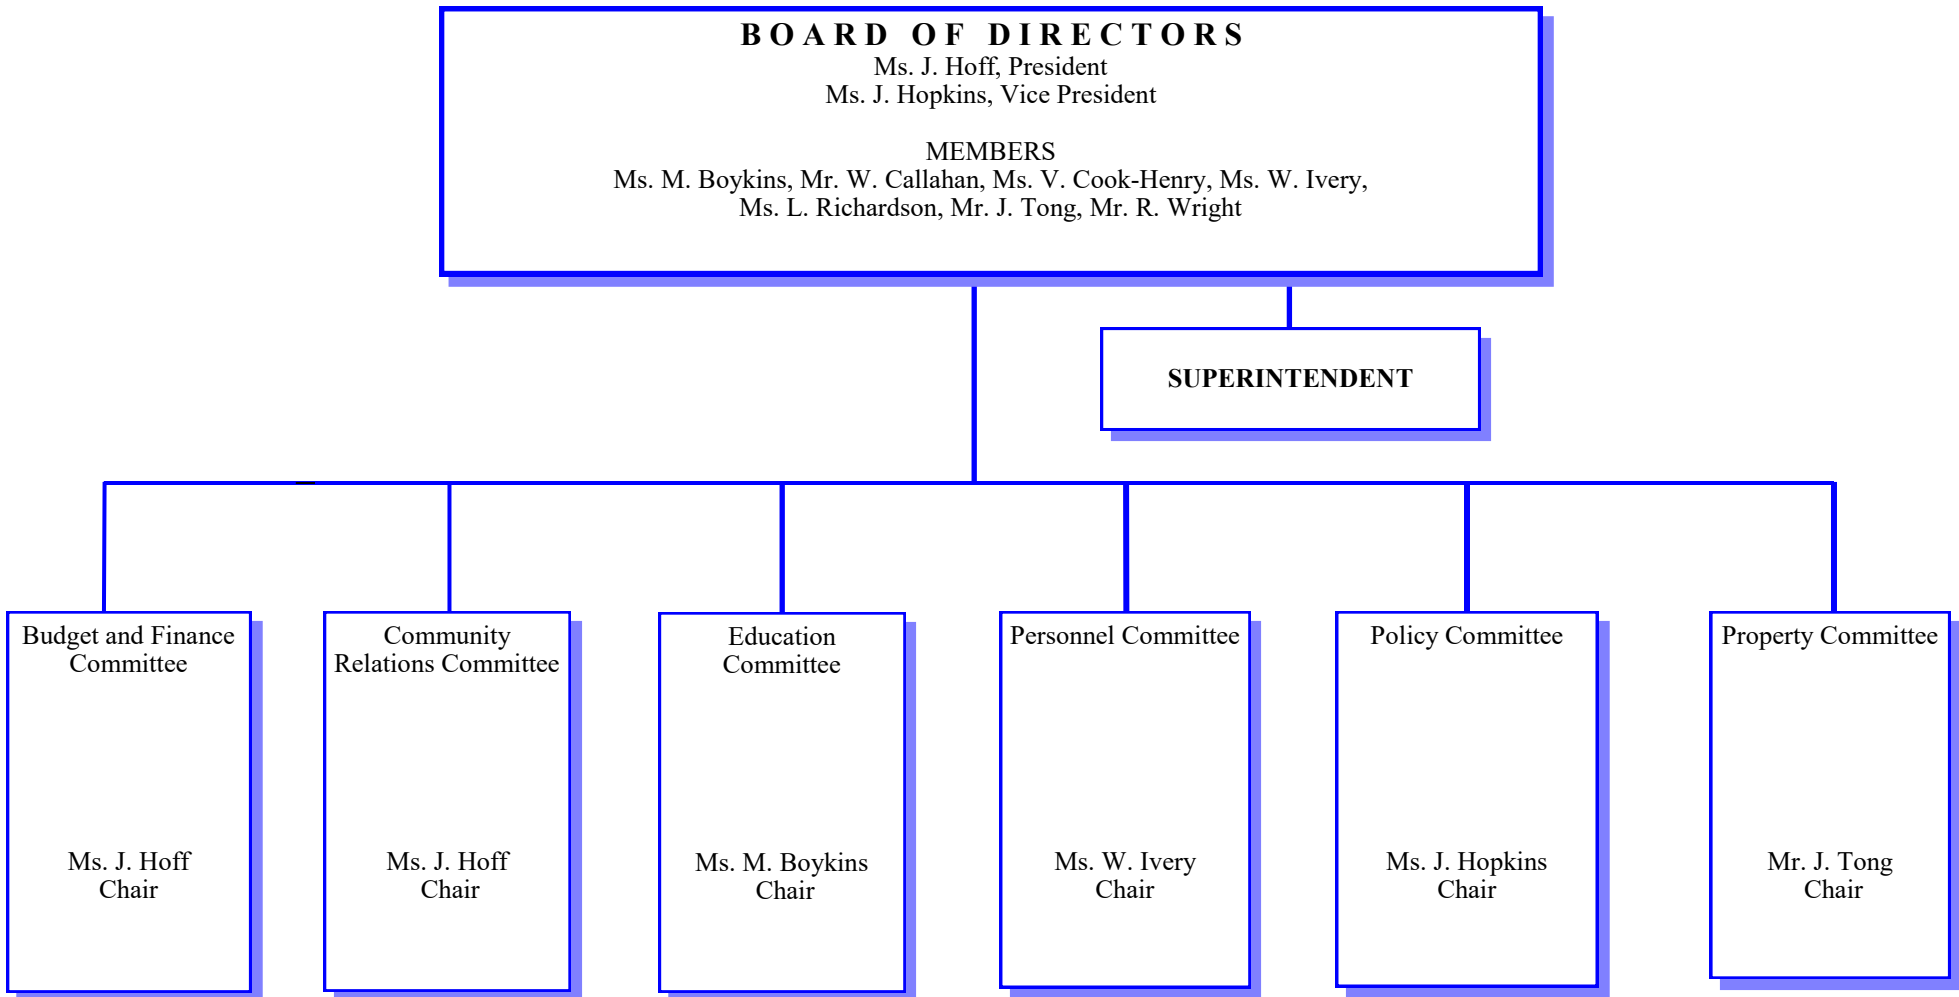 BOARD OF DIRECTORS
Ms. J. Hoff, President
Ms. J. Hopkins, Vice President
MEMBERS
Ms. M. Boykins, Mr. W. Callahan, Ms. V. Cook-Henry, Ms. W. Ivery,
Ms. L. Richardson, Mr. J. Tong, Mr. R. Wright
SUPERINTENDENT
Budget and Finance
Committee
Ms. J. Hoff
Chair
Community
Relations Committee
Ms. J. Hoff
Chair
Education
Committee
Ms. M. Boykins
Chair
Personnel Committee
Ms. W. Ivery
Chair
Policy Committee
Ms. J. Hopkins
Chair
Property Committee
Mr. J. Tong
Chair